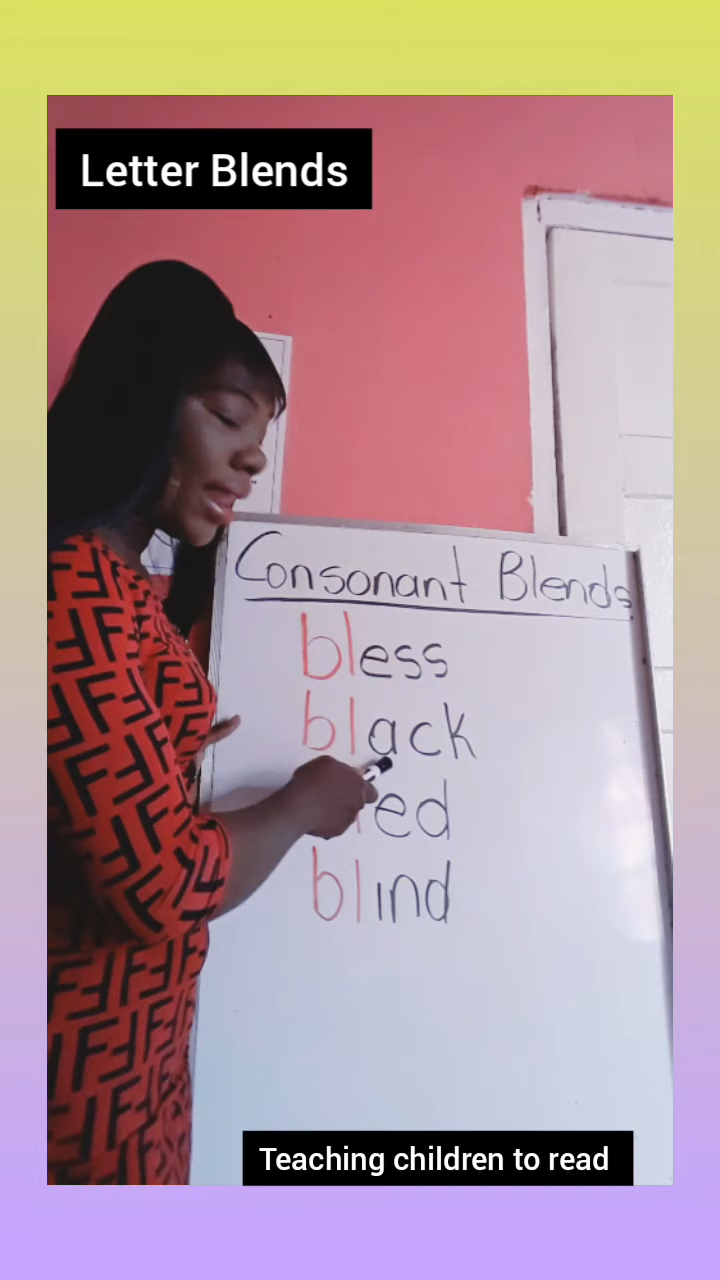 Letter Blends
Consonant Blends
bless
black
blind
Teaching children to read